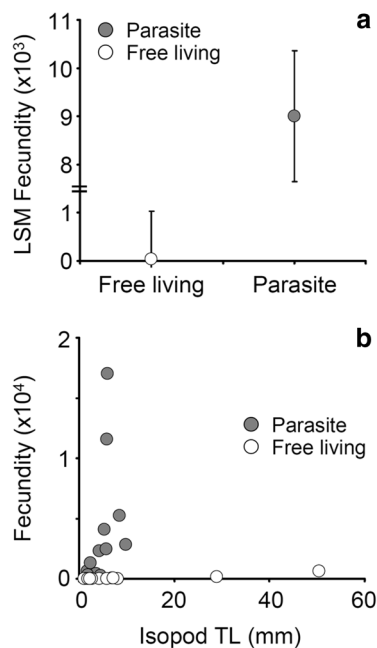 a
Parasite
Free living
LSM Fecundity (x10³)
11
10
9
8
1
0
Free living Parasite
b
Parasite
Free living
Fecundity (x10⁴)
2
1
0
0 20 40 60
Isopod TL (mm)